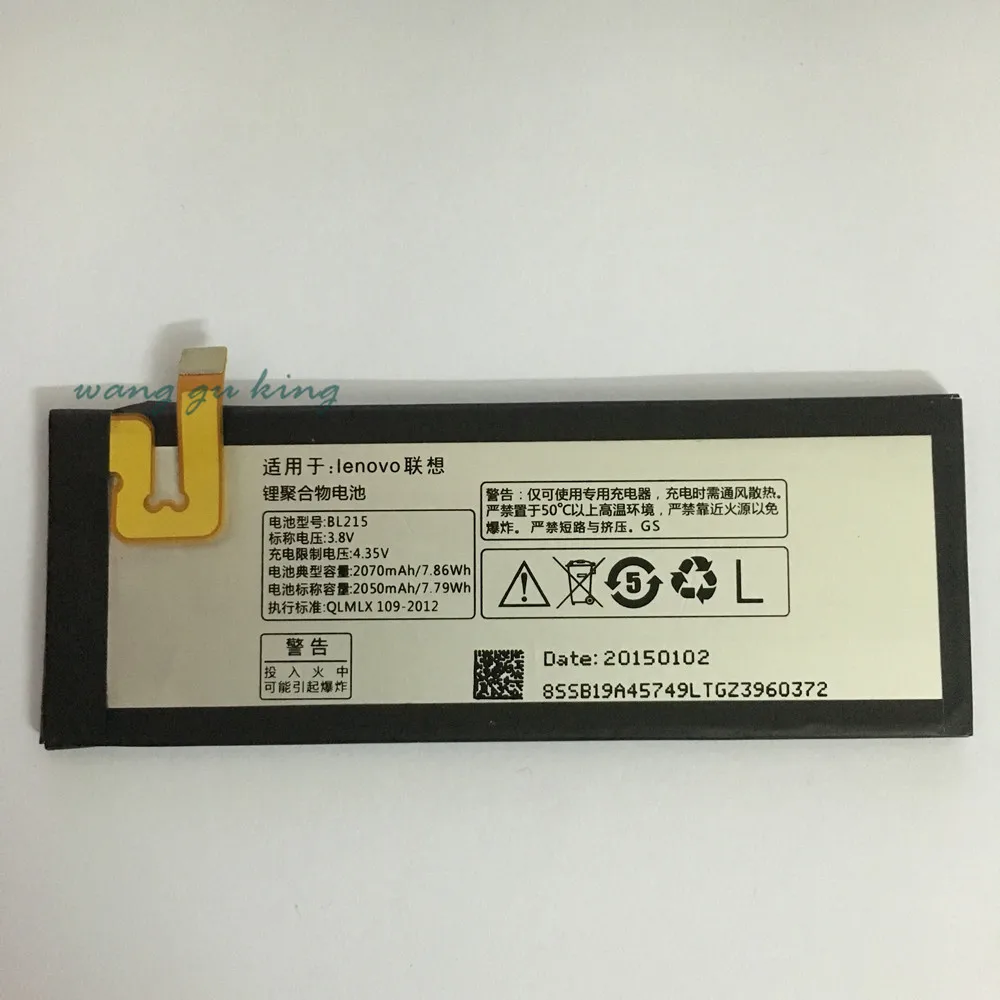 wang gu king
适用于:lenovo联想
锂聚合物电池
电池型号:BL215
标称电压:3.8V
充电限制电压:4.35V
电池典型容量:2070mAh/7.86Wh
电池标称容量:2050mAh/7.79Wh
执行标准:QLMLX 109-2012
警告
投入火中
可能引起爆炸
警告:仅可使用专用充电器,充电时需通风散热。
严禁置于50℃以上高温环境,严禁靠近火源以免
爆炸。严禁短路与挤压。GS
5
L
Date: 20150102
8SSB19A45749LTGZ3960372